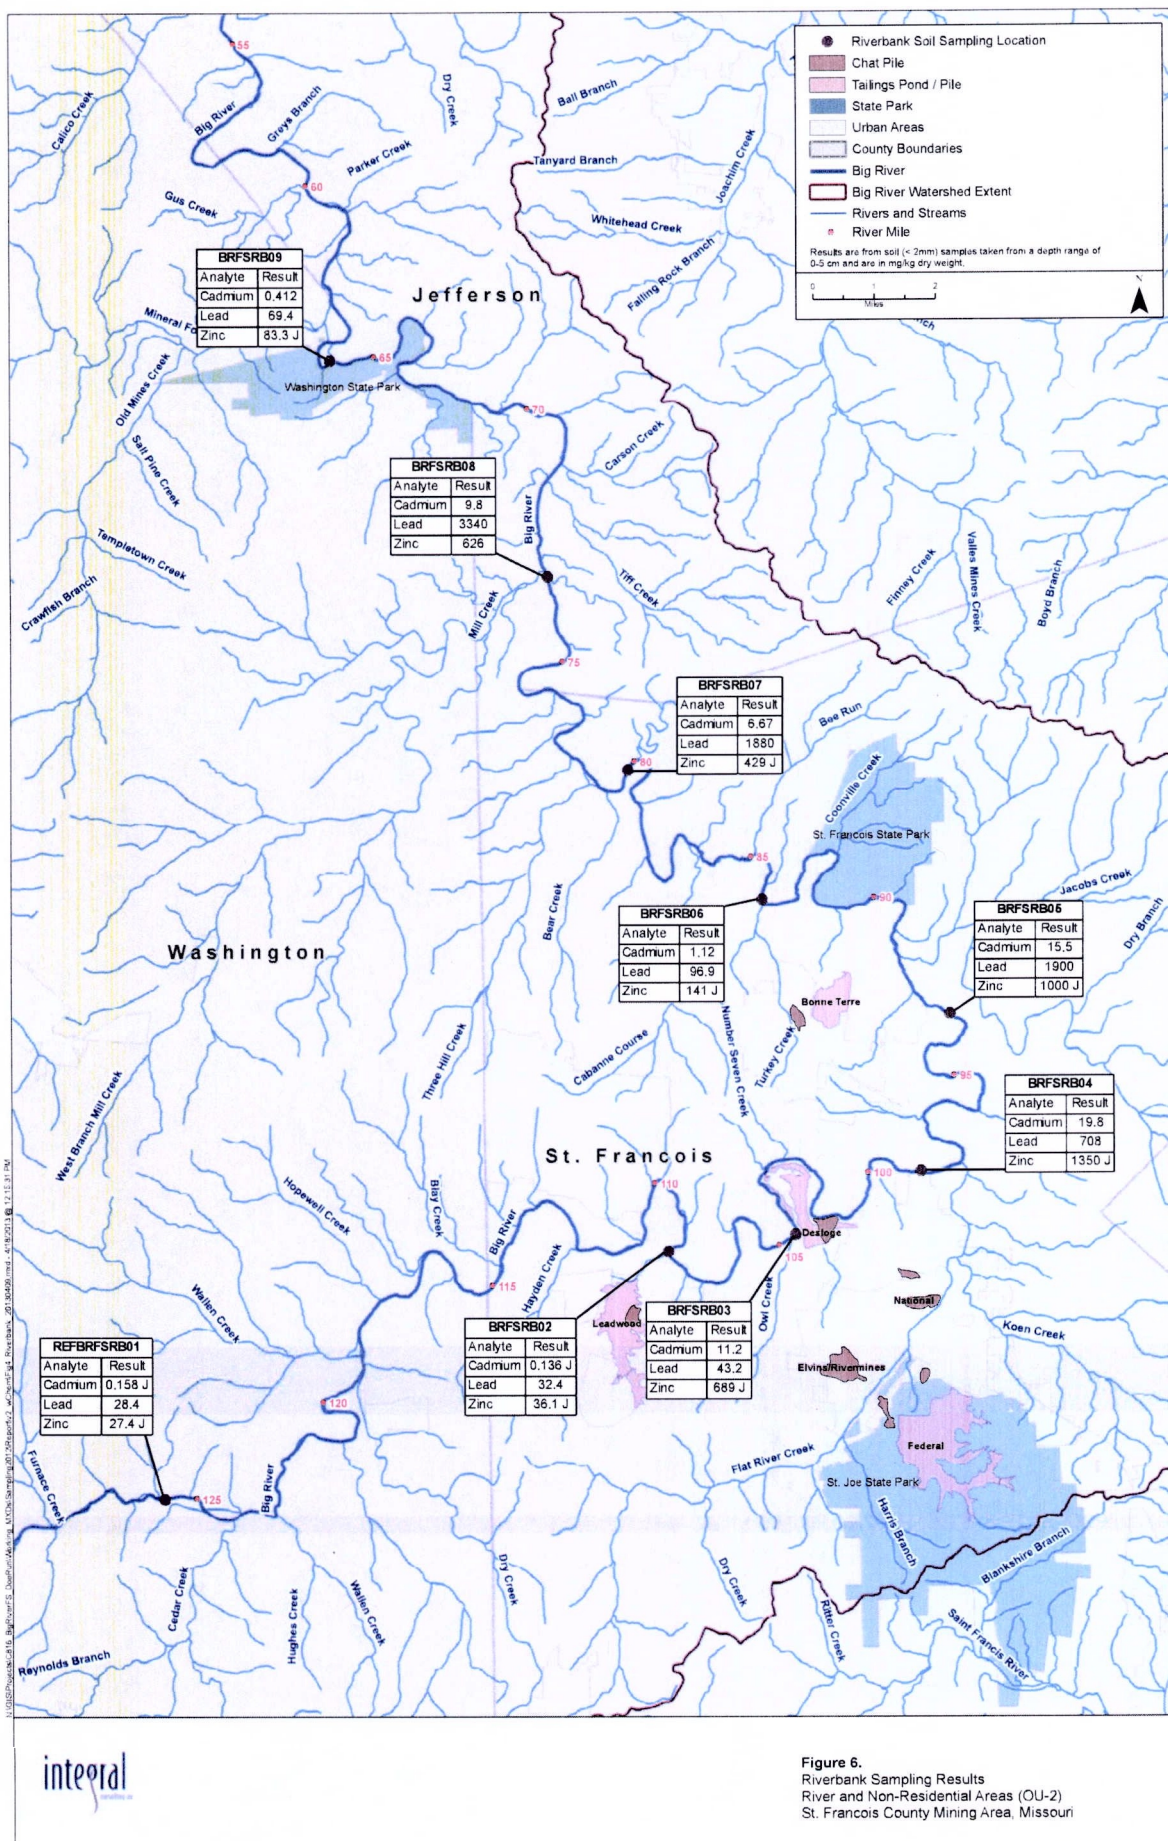 55
Calico Creek
Big River
Greys Branch
Dry Creek
Ball Branch
Parker Creek
Tanyard Branch
Joachim Creek
60
Gus Creek
Whitehead Creek
Falling Rock Branch
Riverbank Soil Sampling Location
Chat Pile
Tailings Pond / Pile
State Park
Urban Areas
County Boundaries
Big River
Big River Watershed Extent
Rivers and Streams
River Mile
Results are from soil (< 2mm) samples taken from a depth range of
0-5 cm and are in mg/kg dry weight.
0 1 2
Miles
N
BRFSRB09
Analyte Result
Cadmium 0.412
Lead 69.4
Zinc 83.3 J
Jefferson
Mineral Fo
65
Washington State Park
Old Mines Creek
Salt Pine Creek
70
Carson Creek
BRFSRB08
Analyte Result
Cadmium 9.8
Lead 3340
Zinc 626
Big River
Templetown Creek
Crawfish Branch
Mill Creek
Tiff Creek
Finney Creek
Valles Mines Creek
Boyd Branch
75
BRFSRB07
Analyte Result
Cadmium 6.67
Lead 1880
Zinc 429 J
80
Bee Run
Coonville Creek
St. Francois State Park
85
90
Jacobs Creek
Dry Branch
Bear Creek
Washington
BRFSRB06
Analyte Result
Cadmium 1.12
Lead 96.9
Zinc 141 J
BRFSRB05
Analyte Result
Cadmium 15.5
Lead 1900
Zinc 1000 J
Bonne Terre
Number Seven Creek
Turkey Creek
Cabanne Course
Three Hill Creek
West Branch Mill Creek
95
BRFSRB04
Analyte Result
Cadmium 19.8
Lead 708
Zinc 1350 J
St. Francois
100
110
Hopewell Creek
Blay Creek
Big River
Hayden Creek
Desloge
105
Owl Creek
115
Wallen Creek
National
Koen Creek
Leadwood
BRFSRB03
Analyte Result
Cadmium 11.2
Lead 43.2
Zinc 689 J
BRFSRB02
Analyte Result
Cadmium 0.136 J
Lead 32.4
Zinc 36.1 J
Elvins/Rivermines
REFBRFSRB01
Analyte Result
Cadmium 0.158 J
Lead 28.4
Zinc 27.4 J
120
Federal
Flat River Creek
St. Joe State Park
Furnace Creek
125
Big River
Harris Branch
Blankshire Branch
Cedar Creek
Hughes Creek
Wallen Creek
Dry Creek
Dry Creek
Ritter Creek
Saint Francis River
Reynolds Branch
integral
Figure 6.
Riverbank Sampling Results
River and Non-Residential Areas (OU-2)
St. Francois County Mining Area, Missouri